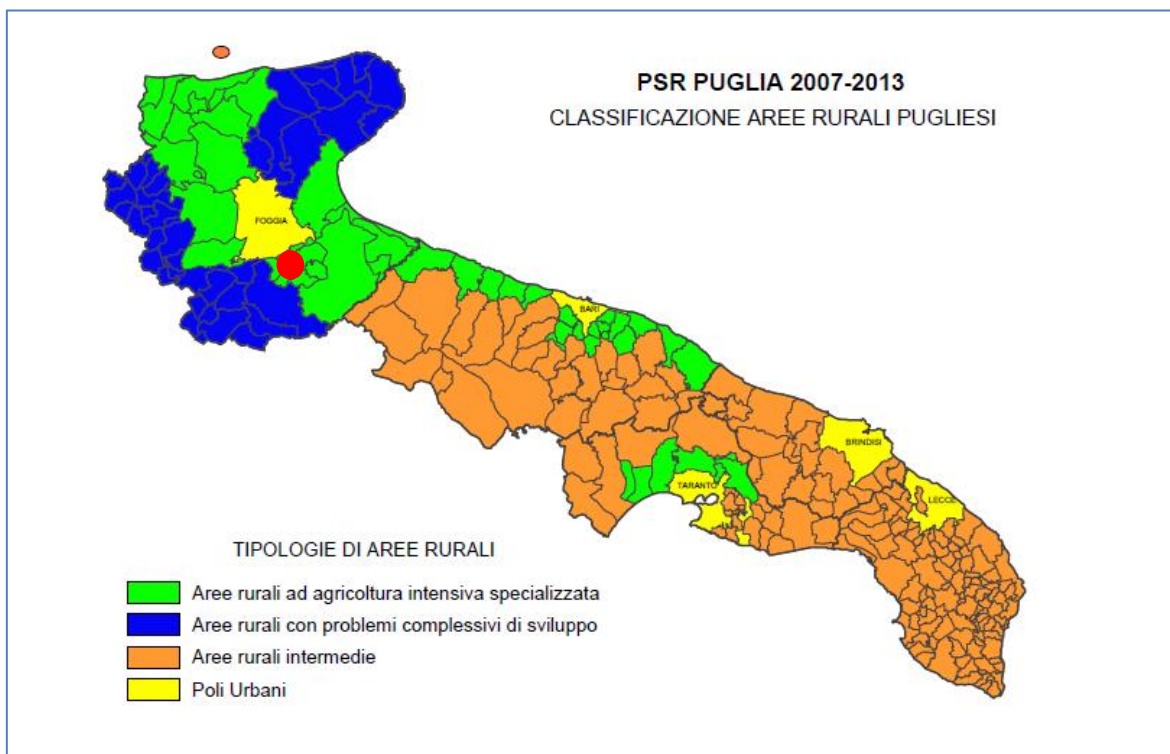 PSR PUGLIA 2007-2013
CLASSIFICAZIONE AREE RURALI PUGLIESI
FOGGIA
BARI
BRINDISI
TARANTO
LECCE
TIPOLOGIE DI AREE RURALI
Aree rurali ad agricoltura intensiva specializzata
Aree rurali con problemi complessivi di sviluppo
Aree rurali intermedie
Poli Urbani